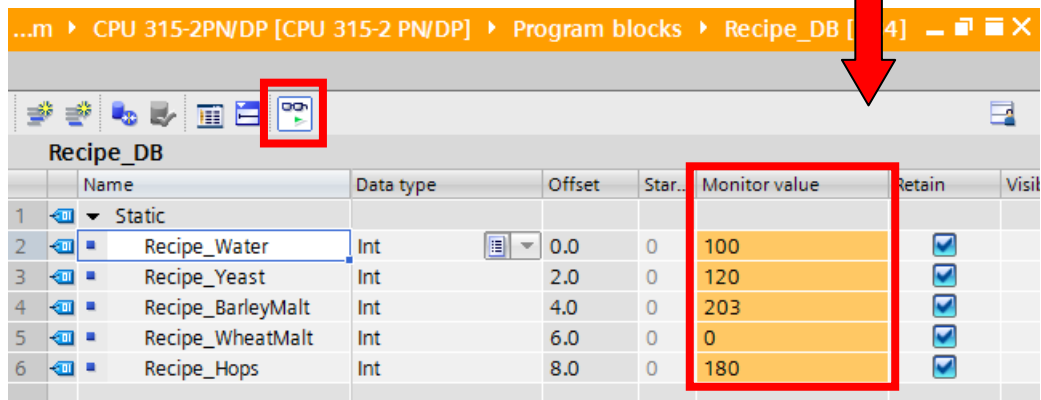 ...m ▸ CPU 315-2PN/DP [CPU 315-2 PN/DP] ▸ Program blocks ▸ Recipe_DB [ 4]
Recipe_DB
Name Data type Offset Star... Monitor value Retain Visib
1 Static
2 Recipe_Water Int 0.0 0 100
3 Recipe_Yeast Int 2.0 0 120
4 Recipe_BarleyMalt Int 4.0 0 203
5 Recipe_WheatMalt Int 6.0 0 0
6 Recipe_Hops Int 8.0 0 180